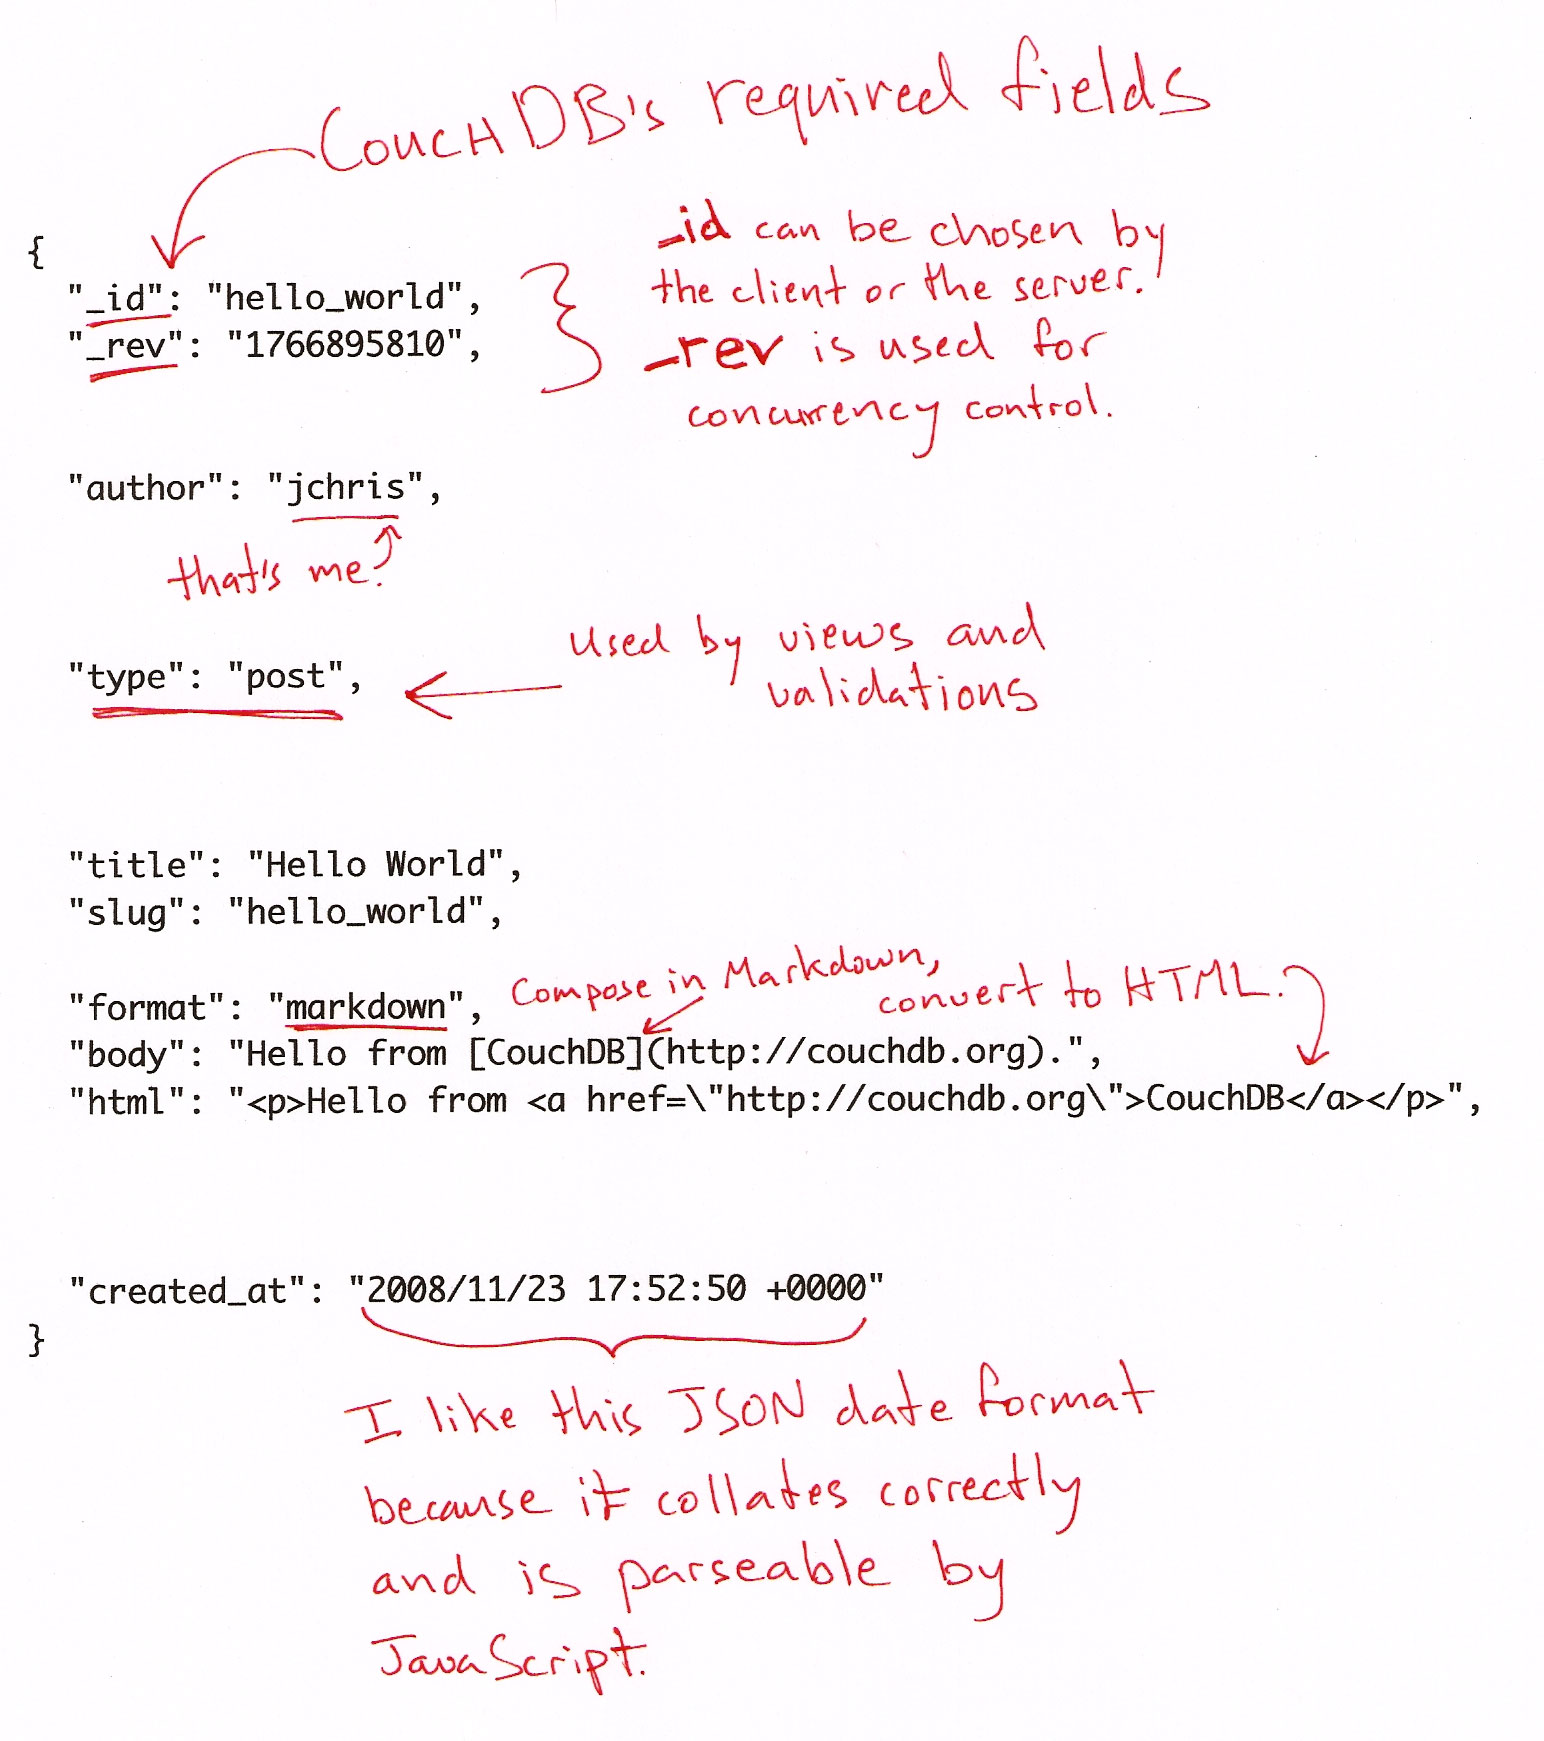 CouchDB's required fields
{
"_id": "hello_world",
"_rev": "1766895810",
_id can be chosen by
the client or the server.
_rev is used for
concurrency control.
"author": "jchris",
that's me.
"type": "post",
Used by views and
validations
"title": "Hello World",
"slug": "hello_world",
Compose in Markdown,
convert to HTML.
"format": "markdown",
"body": "Hello from [CouchDB](http://couchdb.org).",
"html": "<p>Hello from <a href=\"http://couchdb.org\">CouchDB</a></p>",
"created_at": "2008/11/23 17:52:50 +0000"
}
I like this JSON date format
because it collates correctly
and is parseable by
JavaScript.